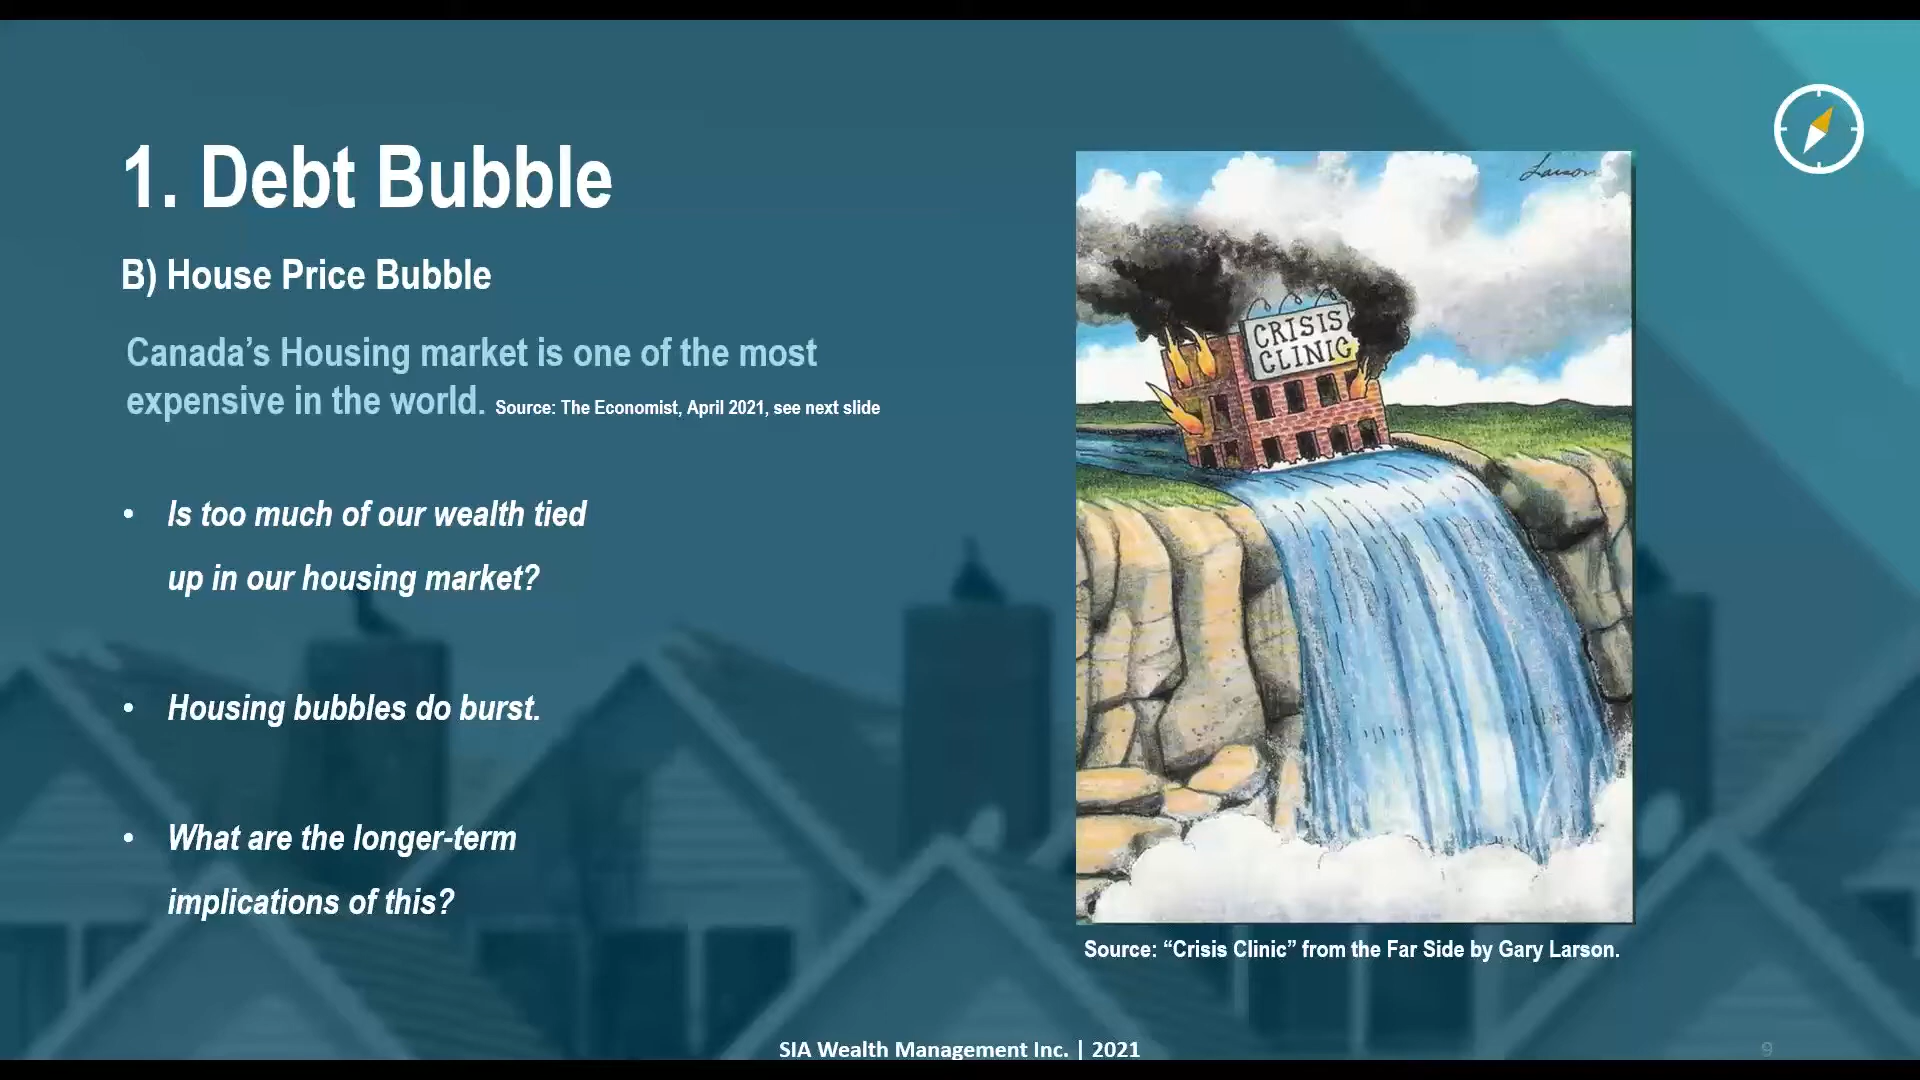 1. Debt Bubble
B) House Price Bubble
Canada's Housing market is one of the most
expensive in the world. Source: The Economist, April 2021, see next slide
• Is too much of our wealth tied
up in our housing market?
• Housing bubbles do burst.
• What are the longer-term
implications of this?
Larson
CRISIS
CLINIC
Source: “Crisis Clinic” from the Far Side by Gary Larson.
SIA Wealth Management Inc. | 2021
9